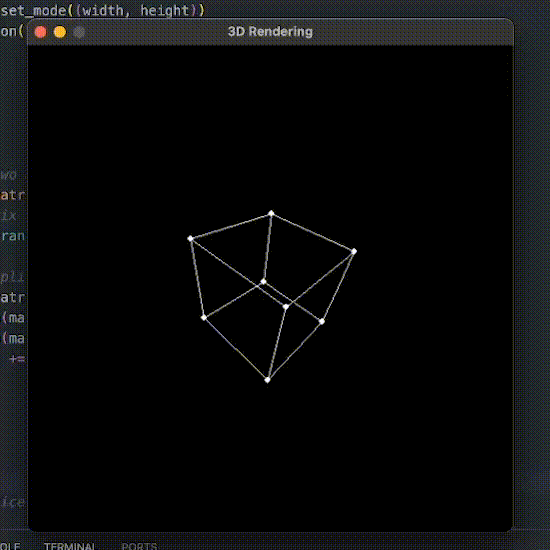 set_mode((width, height))
on(
3D Rendering
wo
atr
ix
ran
pli
atr
(ma
(ma
+=
ice
OLE TERMINAL PORTS